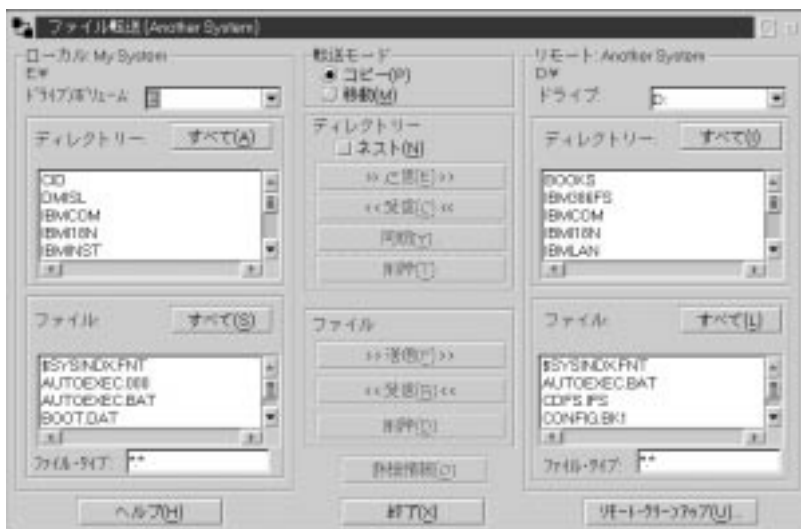 ファイル転送 (Another System)
ローカル: My System
E:¥
ドライブ/ボリューム:
ディレクトリー: すべて(A)
CID
DMISL
IBMCOM
IBMI18N
IBMINST
ファイル: すべて(S)
$SYSINDX.FNT
AUTOEXEC.000
AUTOEXEC.BAT
BOOT.DAT
ファイル・タイプ: *.*
ヘルプ(H)
転送モード
コピー(P)
移動(M)
ディレクトリー
ネスト(N)
>> 送信(E) >>
<< 受信(C) <<
同期(Y)
削除(T)
ファイル
>> 送信 >>
<< 受信(R) <<
削除(D)
詳細情報(O)
終了(X)
リモート: Another System
D:¥
ドライブ: D:
ディレクトリー: すべて(I)
BOOKS
IBM386FS
IBMCOM
IBMI18N
IBMLAN
ファイル: すべて(L)
$SYSINDX.FNT
AUTOEXEC.BAT
CDFS.IFS
CONFIG.BK1
ファイル・タイプ: *.*
リモート・クリーンアップ(U)...